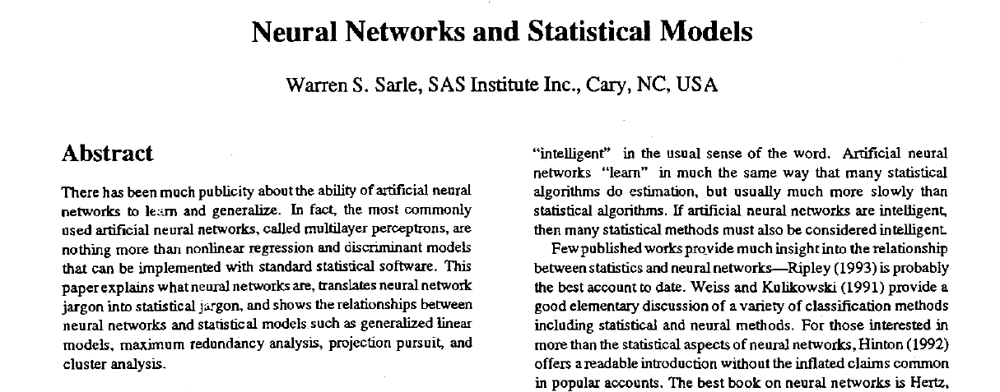 Neural Networks and Statistical Models
Warren S. Sarle, SAS Institute Inc., Cary, NC, USA
Abstract
There has been much publicity about the ability of artificial neural
networks to learn and generalize. In fact, the most commonly
used artificial neural networks, called multilayer perceptrons, are
nothing more than nonlinear regression and discriminant models
that can be implemented with standard statistical software. This
paper explains what neural networks are, translates neural network
jargon into statistical jargon, and shows the relationships between
neural networks and statistical models such as generalized linear
models, maximum redundancy analysis, projection pursuit, and
cluster analysis.
“intelligent” in the usual sense of the word. Artificial neural
networks “learn” in much the same way that many statistical
algorithms do estimation, but usually much more slowly than
statistical algorithms. If artificial neural networks are intelligent,
then many statistical methods must also be considered intelligent.
Few published works provide much insight into the relationship
between statistics and neural networks—Ripley (1993) is probably
the best account to date. Weiss and Kulikowski (1991) provide a
good elementary discussion of a variety of classification methods
including statistical and neural methods. For those interested in
more than the statistical aspects of neural networks, Hinton (1992)
offers a readable introduction without the inflated claims common
in popular accounts. The best book on neural networks is Hertz,